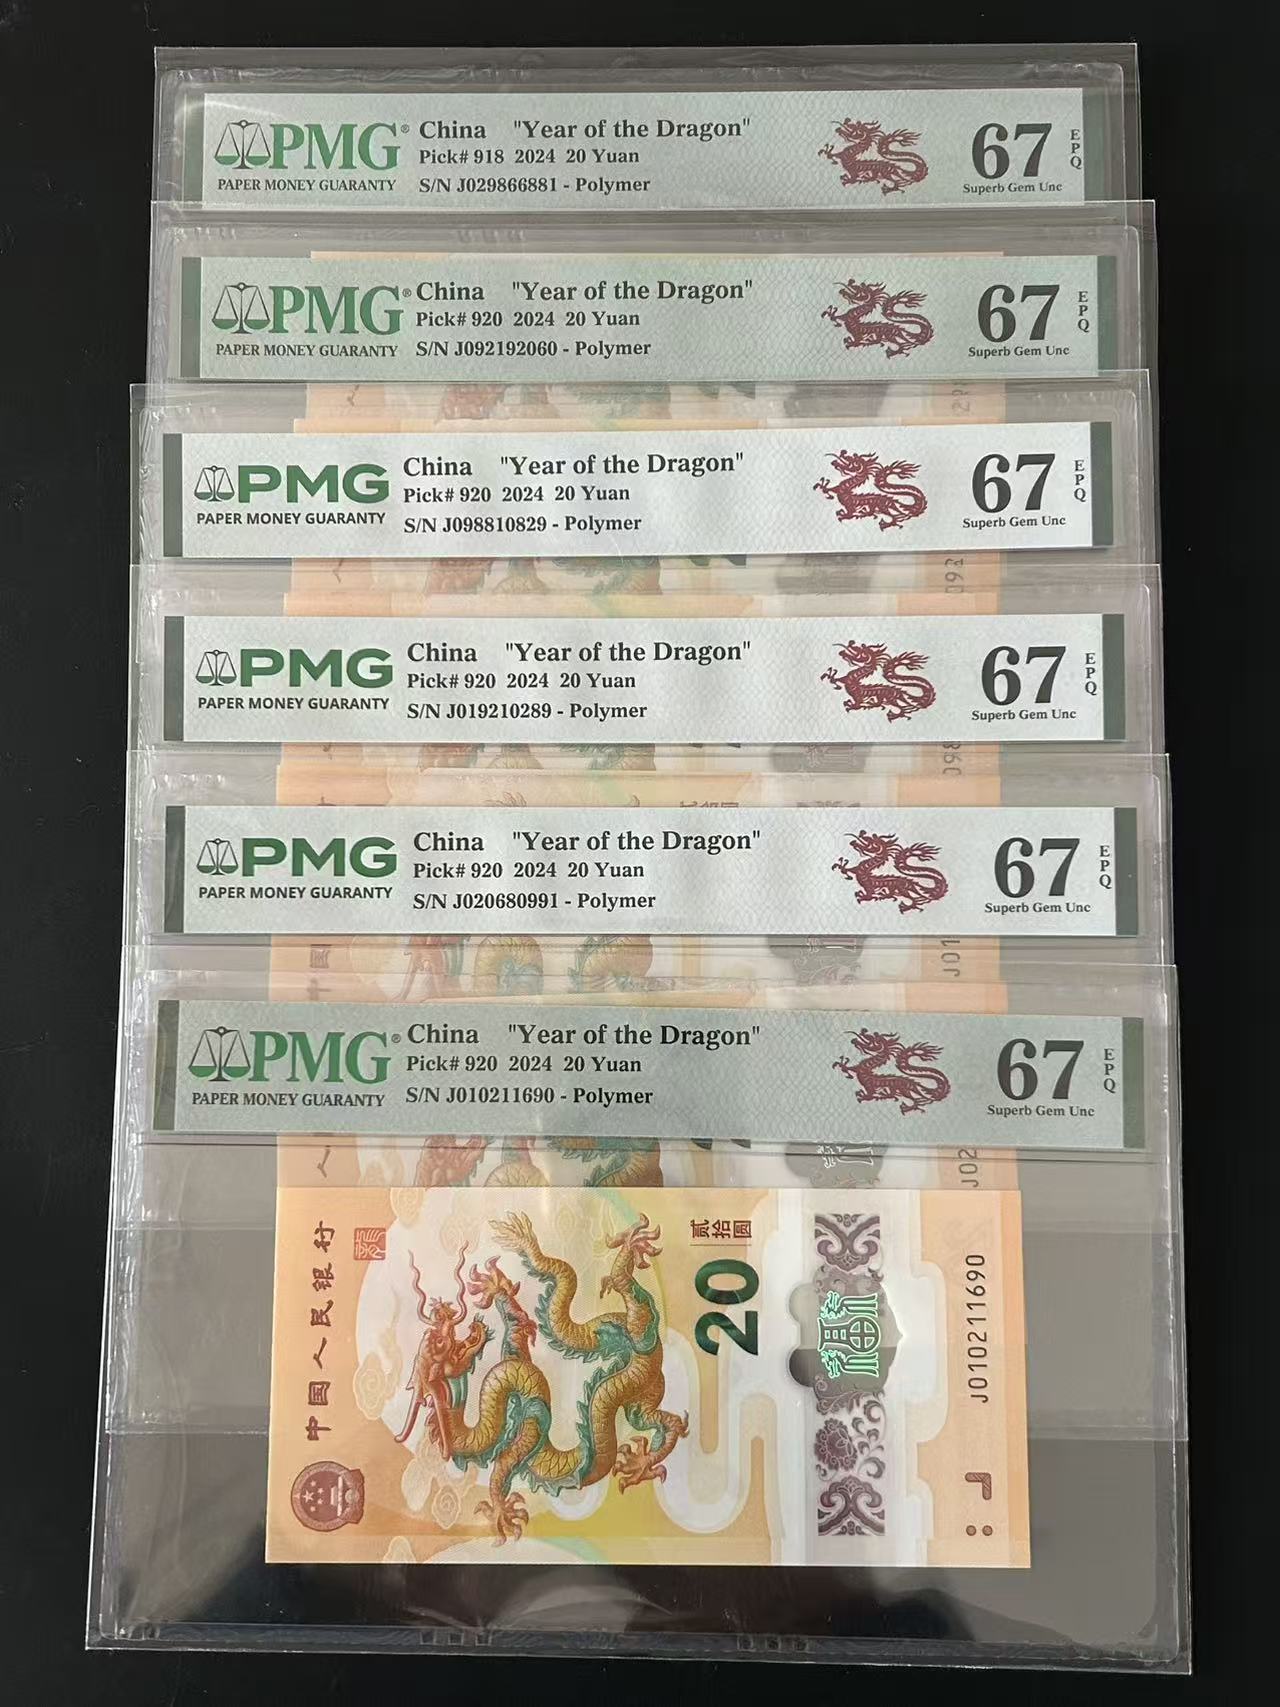 PMG®
PAPER MONEY GUARANTY
China "Year of the Dragon"
Pick# 918 2024 20 Yuan
S/N J029866881 - Polymer
67
EPQ
Superb Gem Unc
PMG®
PAPER MONEY GUARANTY
China "Year of the Dragon"
Pick# 920 2024 20 Yuan
S/N J092192060 - Polymer
67
EPQ
Superb Gem Unc
PMG
PAPER MONEY GUARANTY
China "Year of the Dragon"
Pick# 920 2024 20 Yuan
S/N J098810829 - Polymer
67
EPQ
Superb Gem Unc
J092
PMG
PAPER MONEY GUARANTY
China "Year of the Dragon"
Pick# 920 2024 20 Yuan
S/N J019210289 - Polymer
67
EPQ
Superb Gem Unc
J098
PMG
PAPER MONEY GUARANTY
China "Year of the Dragon"
Pick# 920 2024 20 Yuan
S/N J020680991 - Polymer
67
EPQ
Superb Gem Unc
中国
J01
PMG®
PAPER MONEY GUARANTY
China "Year of the Dragon"
Pick# 920 2024 20 Yuan
S/N J010211690 - Polymer
67
EPQ
Superb Gem Unc
J02
中国人民银行
贰拾圆
20
J010211690